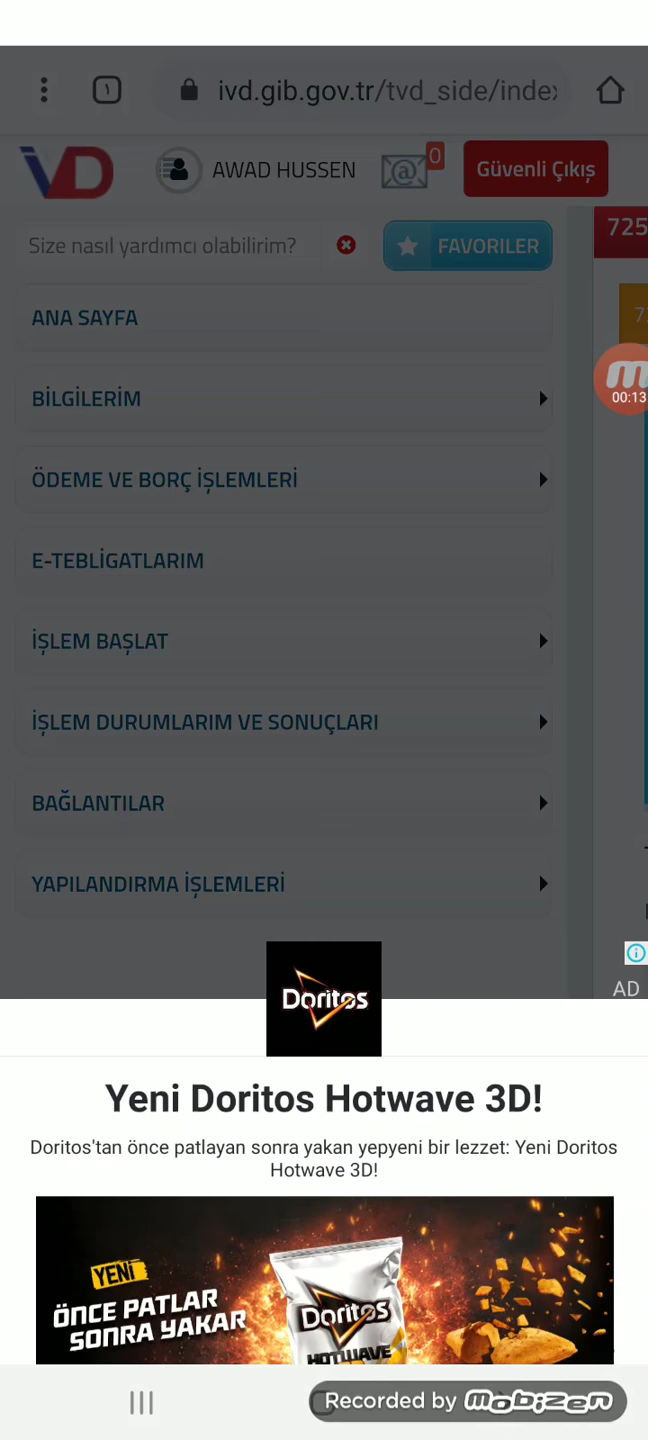 ١
ivd.gib.gov.tr/tvd_side/index
VD
AWAD HUSSEN
@
0
Güvenli Çıkış
Size nasıl yardımcı olabilirim?
FAVORILER
725
ANA SAYFA
7
BİLGİLERİM
m
00:13
ÖDEME VE BORÇ İŞLEMLERİ
E-TEBLİGATLARIM
İŞLEM BAŞLAT
İŞLEM DURUMLARIM VE SONUÇLARI
BAĞLANTILAR
YAPILANDIRMA İŞLEMLERİ
AD
Doritos
Yeni Doritos Hotwave 3D!
Doritos'tan önce patlayan sonra yakan yepyeni bir lezzet: Yeni Doritos
Hotwave 3D!
YENİ
ÖNCE PATLAR
SONRA YAKAR
Doritos
HOTWAVE
Recorded by mobizen